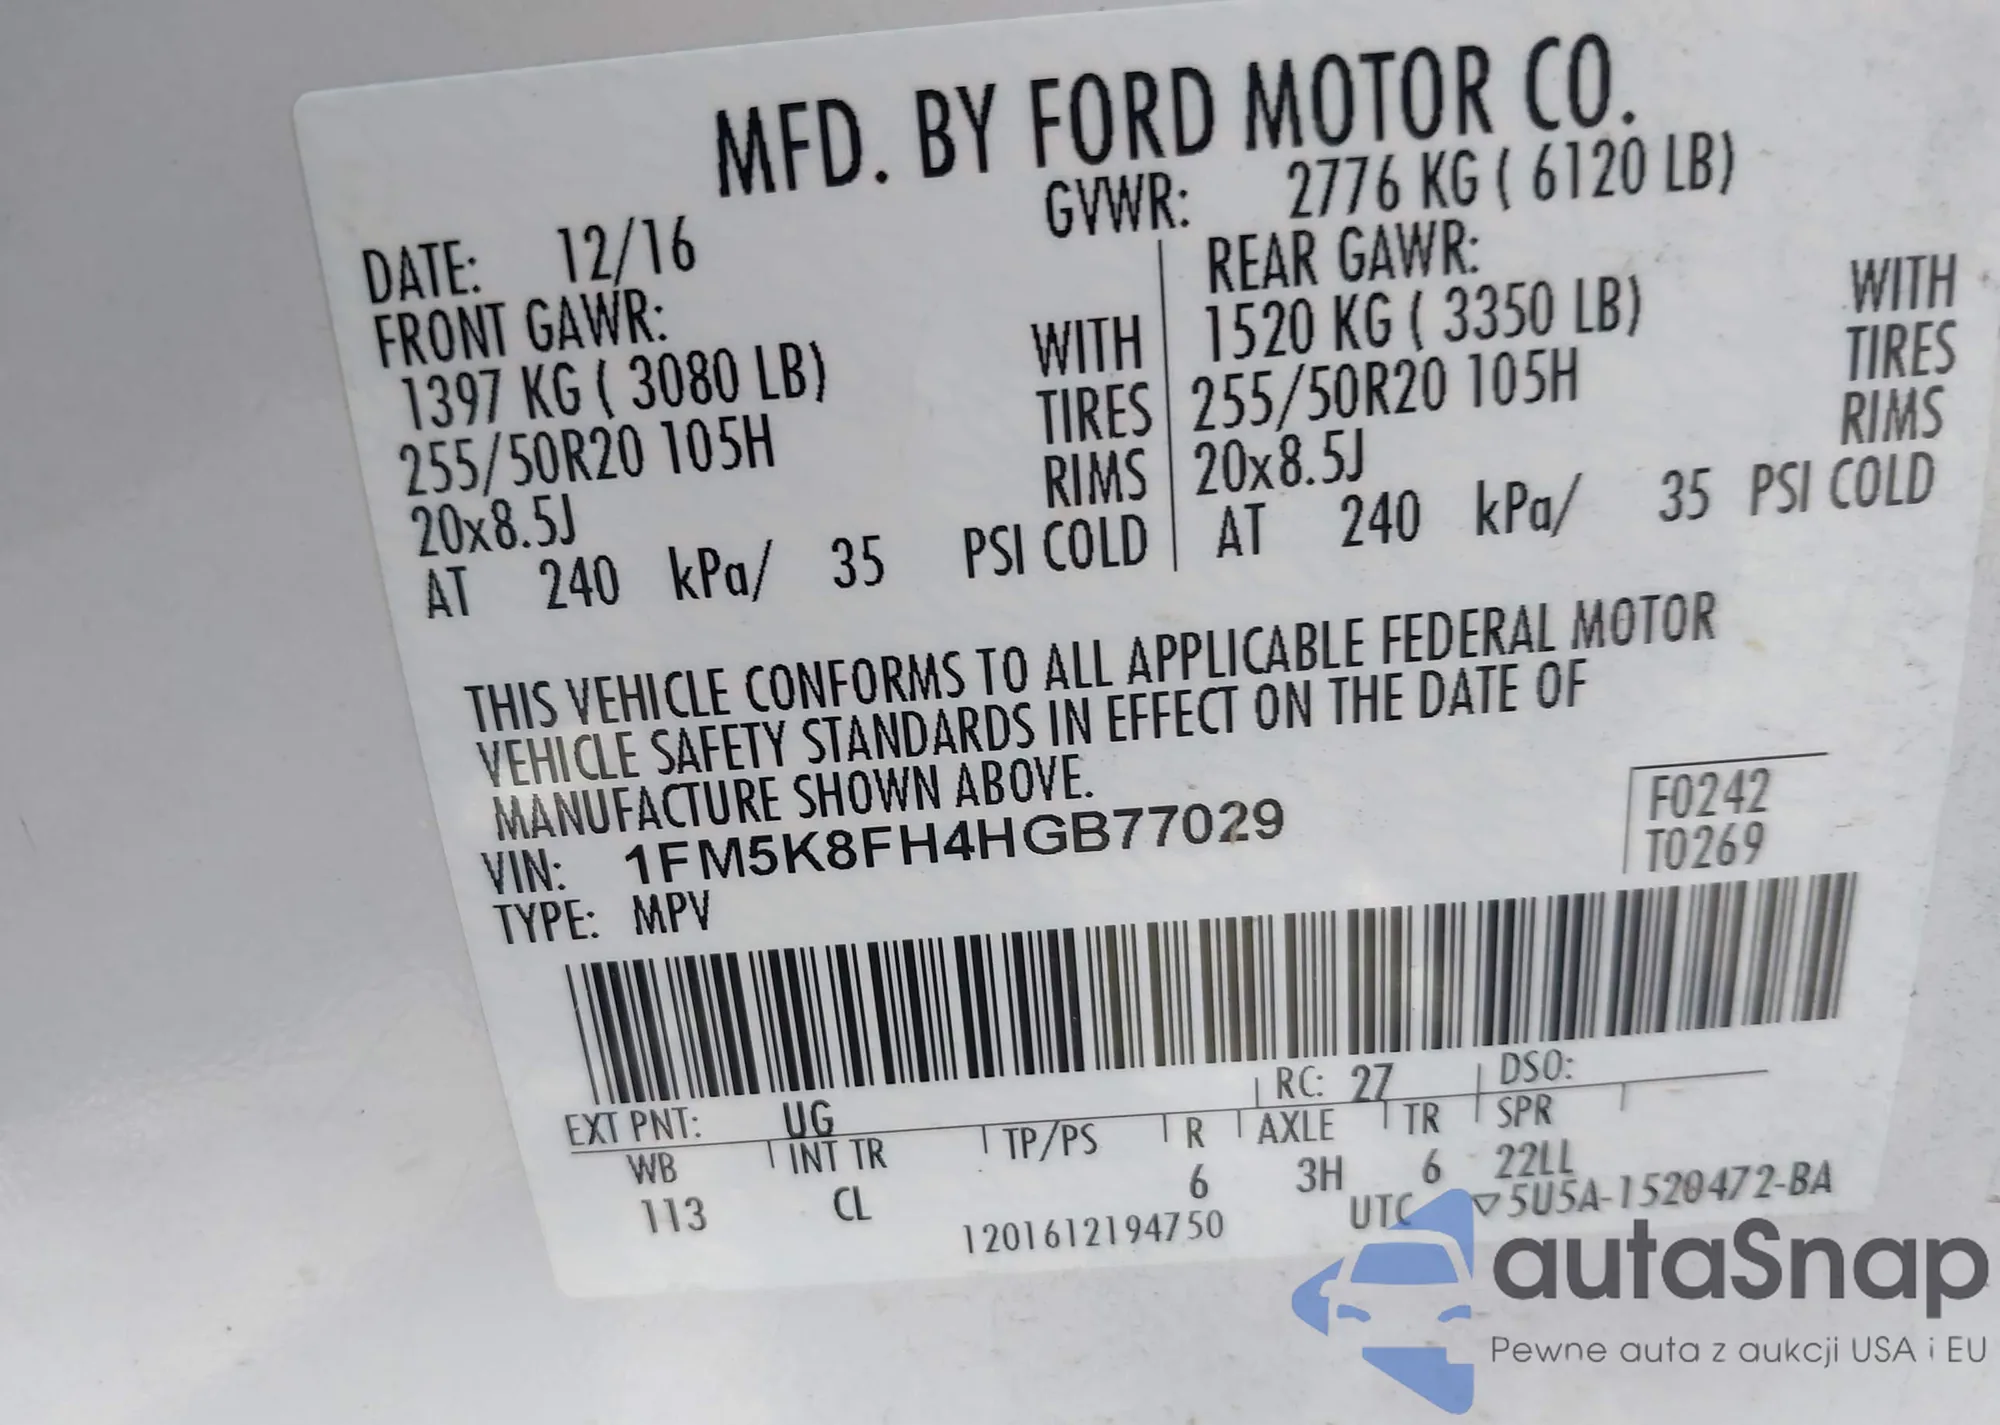 MFD. BY FORD MOTOR CO.
DATE: 12/16 GVWR: 2776 KG ( 6120 LB)
FRONT GAWR: REAR GAWR:
1397 KG ( 3080 LB) WITH 1520 KG ( 3350 LB) WITH
255/50R20 105H TIRES 255/50R20 105H TIRES
20x8.5J RIMS 20x8.5J RIMS
AT 240 kPa/ 35 PSI COLD AT 240 kPa/ 35 PSI COLD
THIS VEHICLE CONFORMS TO ALL APPLICABLE FEDERAL MOTOR
VEHICLE SAFETY STANDARDS IN EFFECT ON THE DATE OF
MANUFACTURE SHOWN ABOVE.
VIN: 1FM5K8FH4HGB77029 F0242
TYPE: MPV T0269
EXT PNT: UG RC: 27 DSO:
WB INT TR TP/PS R AXLE TR SPR
113 CL 6 3H 6 22LL
1201612194750 UTC ▽5U5A-1520472-BA
autaSnap
Pewne auta z aukcji USA i EU